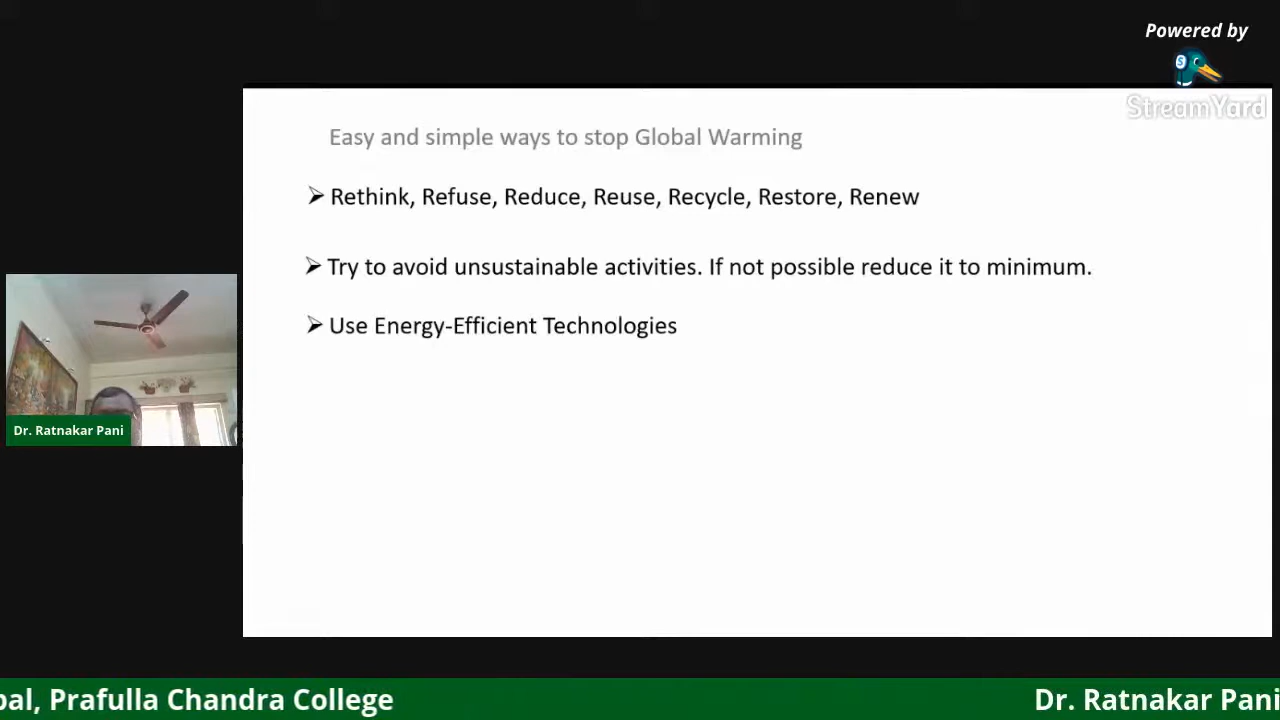 Powered by
StreamYard
Easy and simple ways to stop Global Warming
Rethink, Refuse, Reduce, Reuse, Recycle, Restore, Renew
Try to avoid unsustainable activities. If not possible reduce it to minimum.
Use Energy-Efficient Technologies
Dr. Ratnakar Pani
pal, Prafulla Chandra College
Dr. Ratnakar Pani